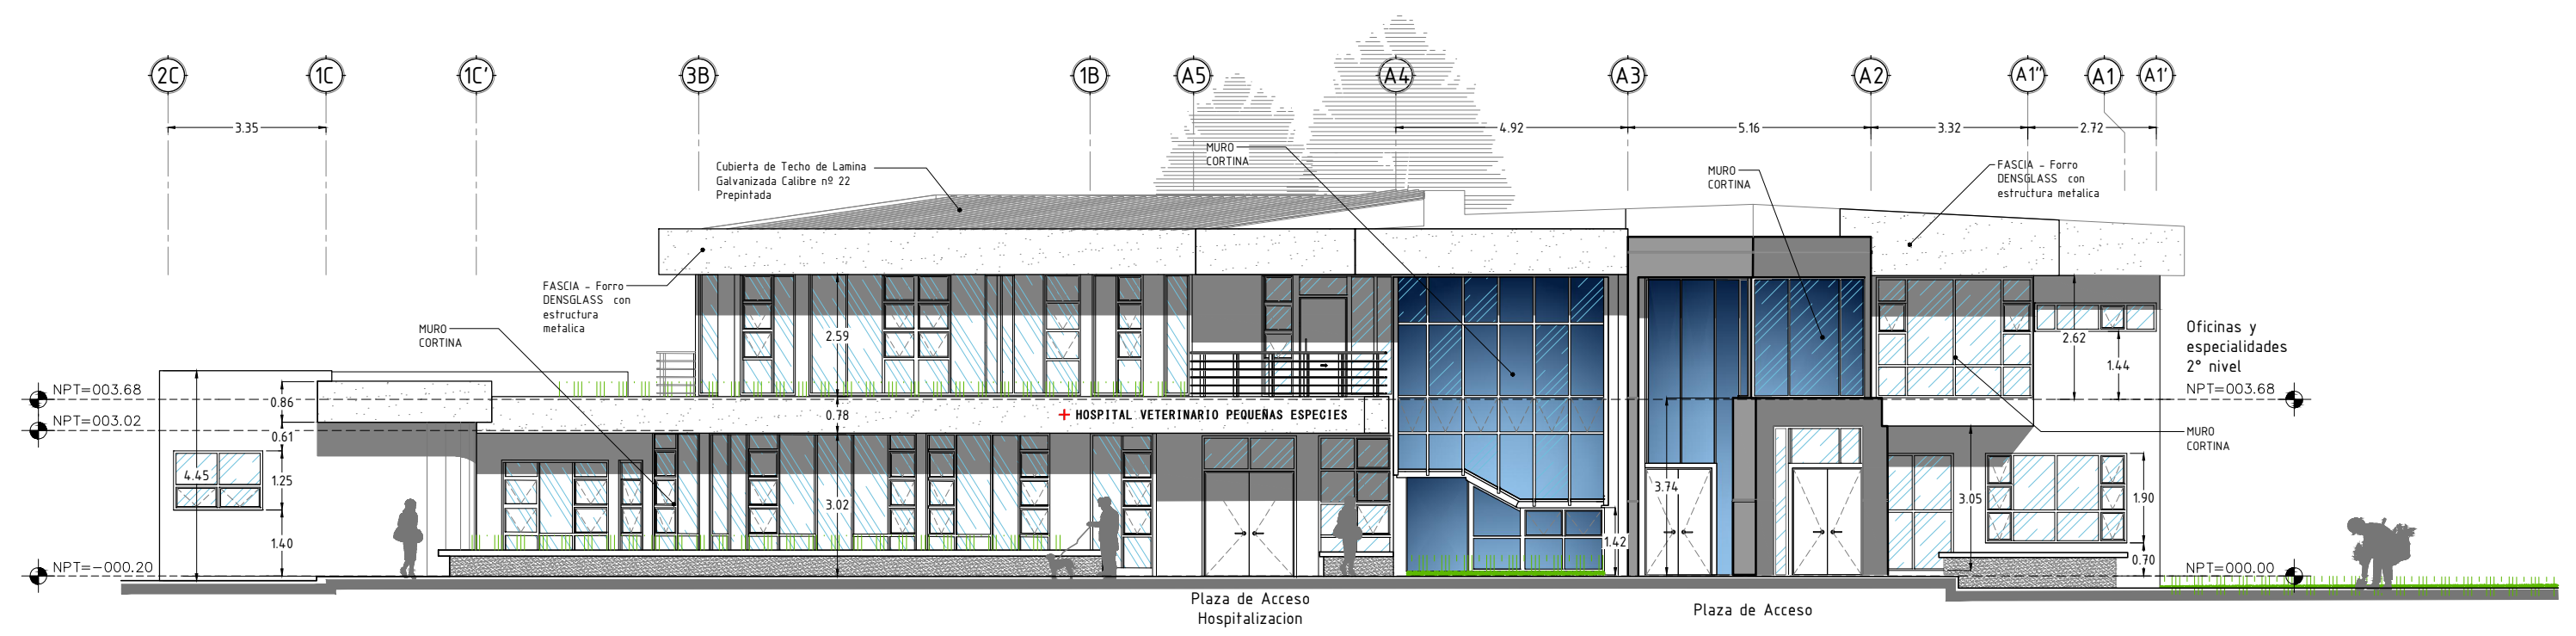 2C
1C
1C'
3B
1B
A5
A4
A3
A2
A1''
A1
A1'
3.35
4.92
5.16
3.32
2.72
Cubierta de Techo de Lamina
Galvanizada Calibre nº 22
Prepintada
MURO
CORTINA
MURO
CORTINA
FASCIA - Forro
DENSGLASS con
estructura metalica
FASCIA - Forro
DENSGLASS con
estructura
metalica
MURO
CORTINA
2.59
2.62
1.44
Oficinas y
especialidades
2° nivel
NPT=003.68
NPT=003.68
0.86
0.78
+ HOSPITAL VETERINARIO PEQUEÑAS ESPECIES
NPT=003.02
0.61
MURO
CORTINA
4.45
1.25
3.74
3.05
1.90
3.02
1.40
1.42
0.70
NPT=-000.20
NPT=000.00
Plaza de Acceso
Hospitalizacion
Plaza de Acceso